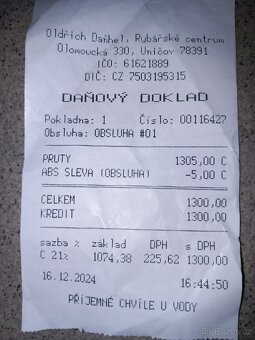 Oldřich Daňhel, Rybářské centrum
Olomoucká 330, Uničov 78391
IČO: 61621889
DIČ: CZ 7503195315
DAŇOVÝ DOKLAD
Pokladna: 1 Číslo: 00116427
Obsluha: OBSLUHA #01
PRUTY 1305,00 C
ABS SLEVA (OBSLUHA) -5,00 C
CELKEM 1300,00
KREDIT 1300,00
sazba % základ DPH s DPH
C 21% 1074,38 225,62 1300,00
16.12.2024 16:44:50
PŘÍJEMNÉ CHVÍLE U VODY